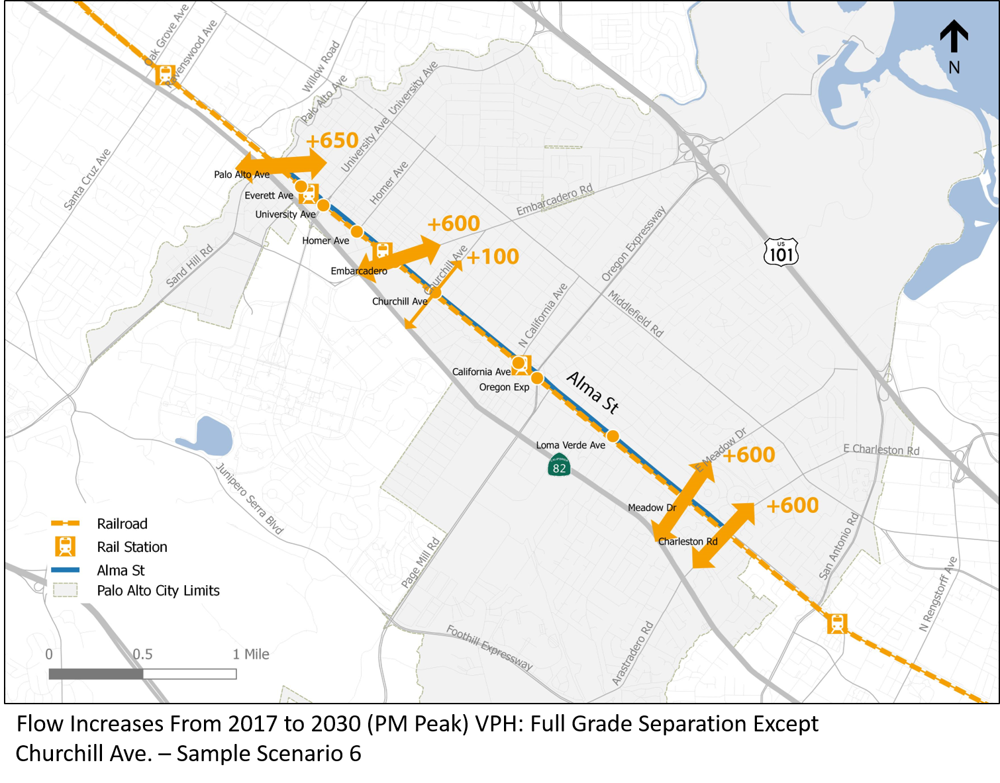 Oak Grove Ave
Ravenswood Ave
Willow Road
Palo Alto Ave
University Ave
University Ave
Homer Ave
Santa Cruz Ave
Sand Hill Rd
N
+650
Palo Alto Ave
Everett Ave
University Ave
Homer Ave
+600
Embarcadero Rd
Embarcadero
Churchill Ave
+100
Churchill Ave
Oregon Expressway
US
101
N California Ave
Middlefield Rd
California Ave
Oregon Exp
Alma St
Loma Verde Ave
CALIFORNIA
82
E Meadow Dr
+600
E Charleston Rd
Meadow Dr
+600
Charleston Rd
Junipero Serra Blvd
Page Mill Rd
San Antonio Rd
N Rengstorff Ave
Foothill Expressway
Arastradero Rd
Railroad
Rail Station
Alma St
Palo Alto City Limits
0 0.5 1 Mile
Flow Increases From 2017 to 2030 (PM Peak) VPH: Full Grade Separation Except
Churchill Ave. – Sample Scenario 6